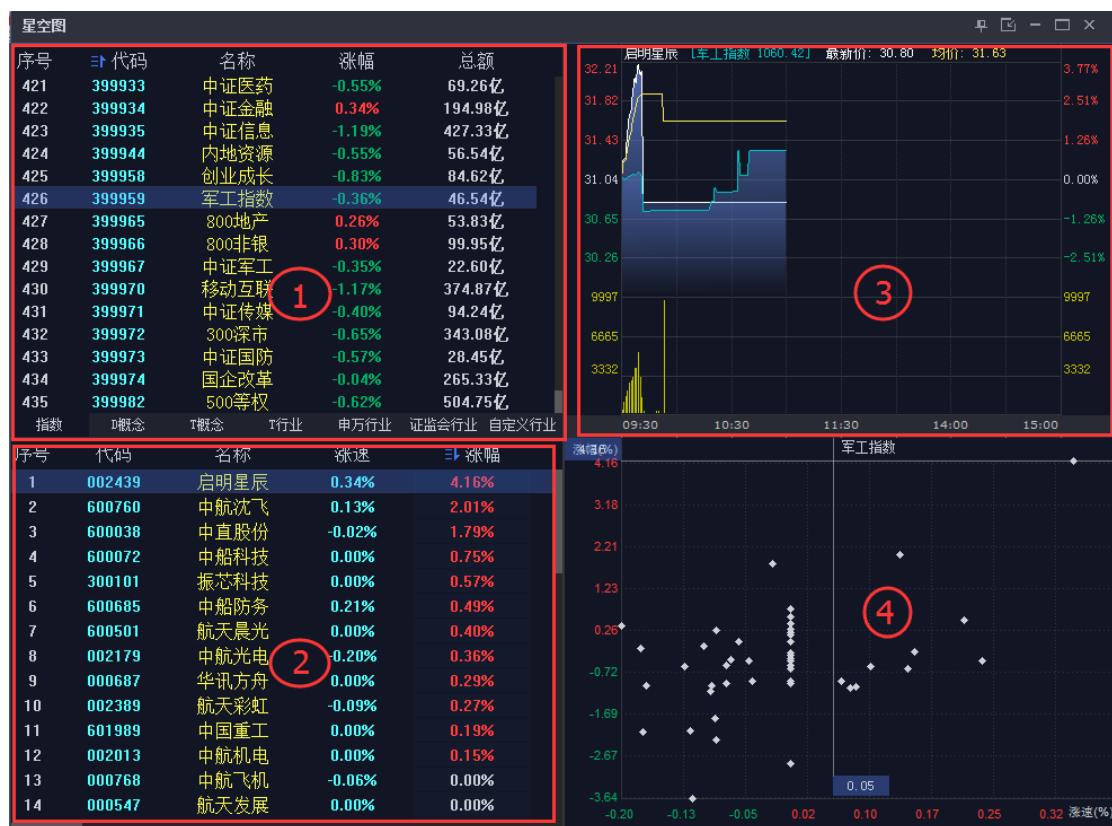 星空图
序号 代码 名称 涨幅 总额
421 399933 中证医药 -0.55% 69.26亿
422 399934 中证金融 0.34% 194.98亿
423 399935 中证信息 -1.19% 427.33亿
424 399944 内地资源 -0.55% 56.54亿
425 399958 创业成长 -0.83% 84.62亿
426 399959 军工指数 -0.36% 46.54亿
427 399965 800地产 0.26% 53.83亿
428 399966 800非银 0.30% 99.95亿
429 399967 中证军工 -0.35% 22.60亿
430 399970 移动互联 -1.17% 374.87亿
431 399971 中证传媒 -0.40% 94.24亿
432 399972 300深市 -0.65% 343.08亿
433 399973 中证国防 -0.57% 28.45亿
434 399974 国企改革 -0.04% 265.33亿
435 399982 500等权 -0.62% 504.75亿
指数 D概念 T概念 T行业 申万行业 证监会行业 自定义行业
1
序号 代码 名称 涨速 涨幅
1 002439 启明星辰 0.34% 4.16%
2 600760 中航沈飞 0.13% 2.01%
3 600038 中直股份 -0.02% 1.79%
4 600072 中船科技 0.00% 0.75%
5 300101 振芯科技 0.00% 0.57%
6 600685 中船防务 0.21% 0.49%
7 600501 航天晨光 0.00% 0.40%
8 002179 中航光电 -0.20% 0.36%
9 000687 华讯方舟 0.00% 0.29%
10 002389 航天彩虹 -0.09% 0.27%
11 601989 中国重工 0.00% 0.19%
12 002013 中航机电 0.00% 0.15%
13 000768 中航飞机 -0.06% 0.00%
14 000547 航天发展 0.00% 0.00%
2
启明星辰 [军工指数 1060.42] 最新价: 30.80 均价: 31.63
32.21 3.77%
31.82 2.51%
31.43 1.26%
31.04 0.00%
30.65 -1.26%
30.26 -2.51%
9997 9997
6665 6665
3332 3332
09:30 10:30 11:30 14:00 15:00
3
军工指数
4.16
3.18
2.21
1.23
0.26
-0.72
-1.69
-2.67
-3.64
4
0.05
-0.20 -0.13 -0.05 0.02 0.10 0.17 0.25 0.32 涨速(%)